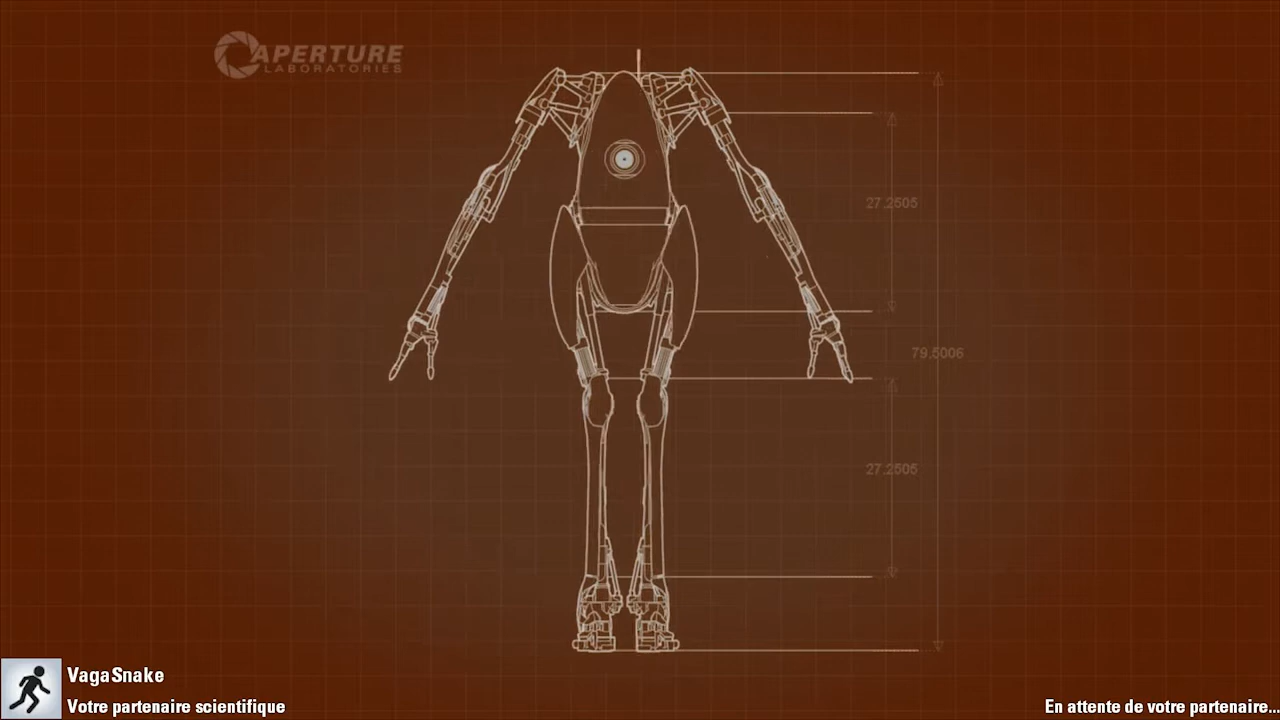 APERTURE
LABORATORIES
27.2505
79.5006
27.2505
VagaSnake
Votre partenaire scientifique
En attente de votre partenaire...